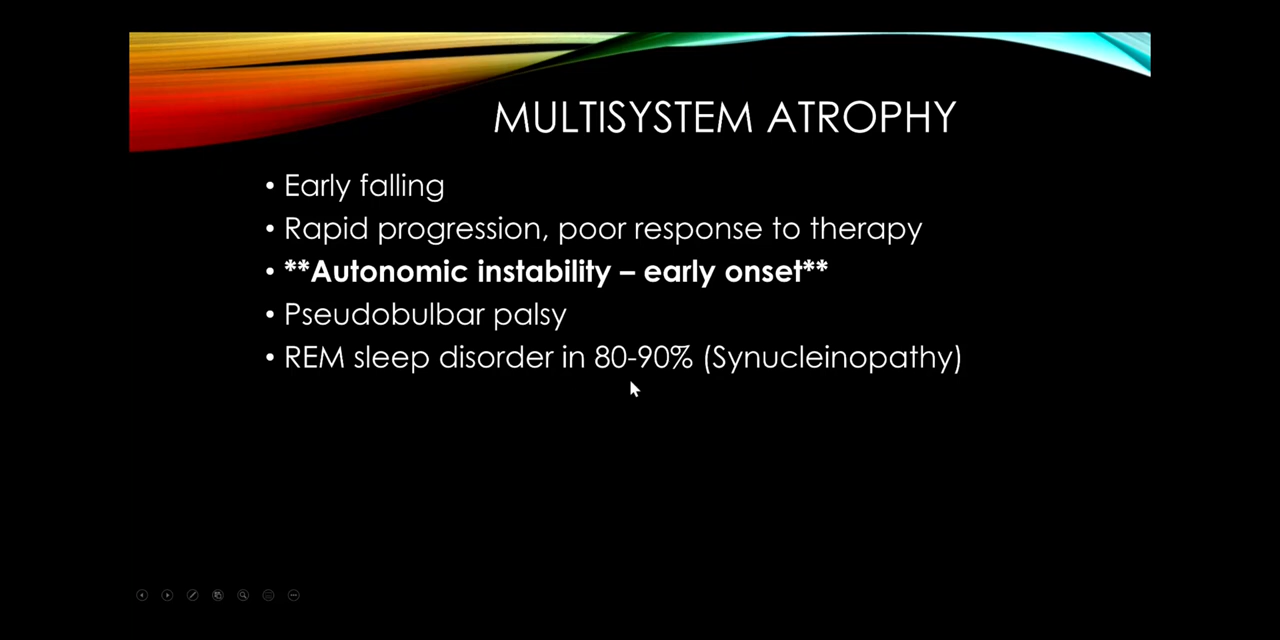 MULTISYSTEM ATROPHY
• Early falling
• Rapid progression, poor response to therapy
• **Autonomic instability – early onset**
• Pseudobulbar palsy
• REM sleep disorder in 80-90% (Synucleinopathy)